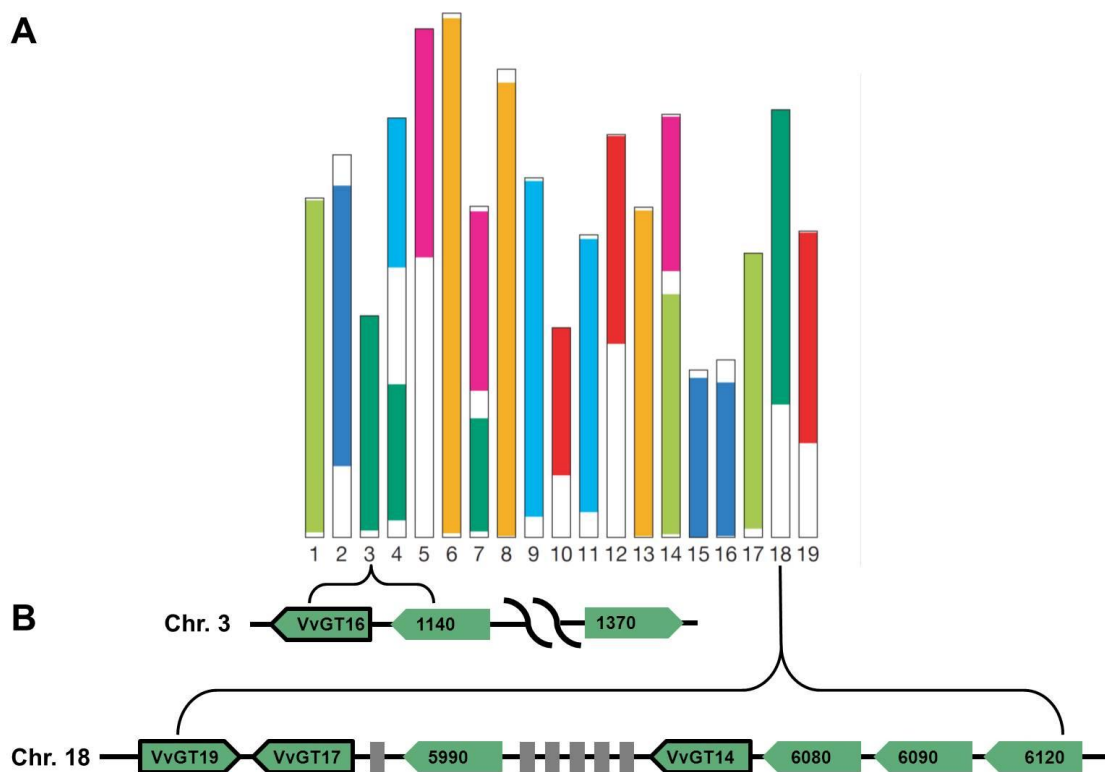 A
1 2 3 4 5 6 7 8 9 10 11 12 13 14 15 16 17 18 19
B
Chr. 3 VvGT16 1140 1370
Chr. 18 VvGT19 VvGT17 5990 VvGT14 6080 6090 6120